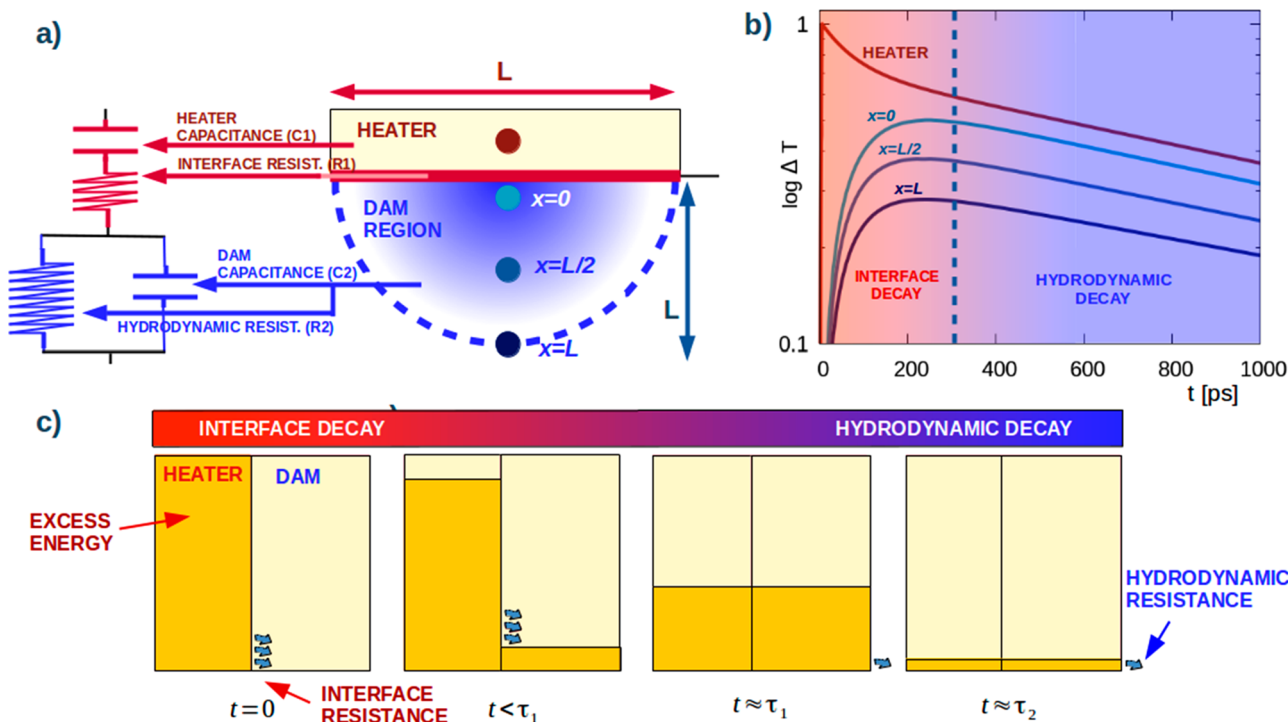 a)
L
HEATER
CAPACITANCE (C1)
INTERFACE RESIST. (R1)
HEATER
x=0
DAM
REGION
DAM
CAPACITANCE (C2)
x=L/2
HYDRODYNAMIC RESIST. (R2)
L
x=L
b)
1
HEATER
x=0
x=L/2
x=L
log Δ T
INTERFACE
DECAY
HYDRODYNAMIC
DECAY
0.1
0 200 400 600 800 1000
t [ps]
c)
INTERFACE DECAY
HYDRODYNAMIC DECAY
HEATER
DAM
EXCESS
ENERGY
HYDRODYNAMIC
RESISTANCE
INTERFACE
RESISTANCE
t=0
t<τ₁
t≈τ₁
t≈τ₂